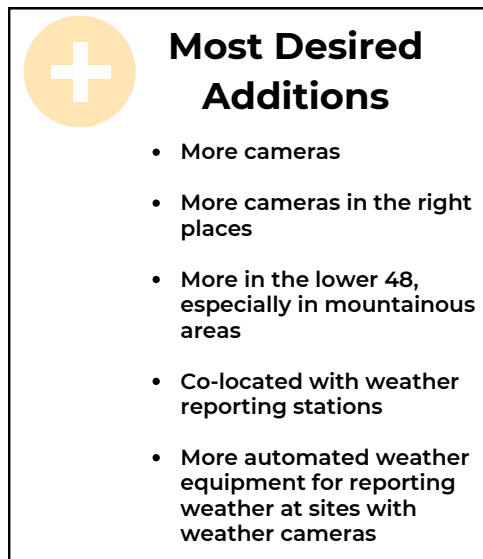 Most Desired
Additions
• More cameras
• More cameras in the right
places
• More in the lower 48,
especially in mountainous
areas
• Co-located with weather
reporting stations
• More automated weather
equipment for reporting
weather at sites with
weather cameras